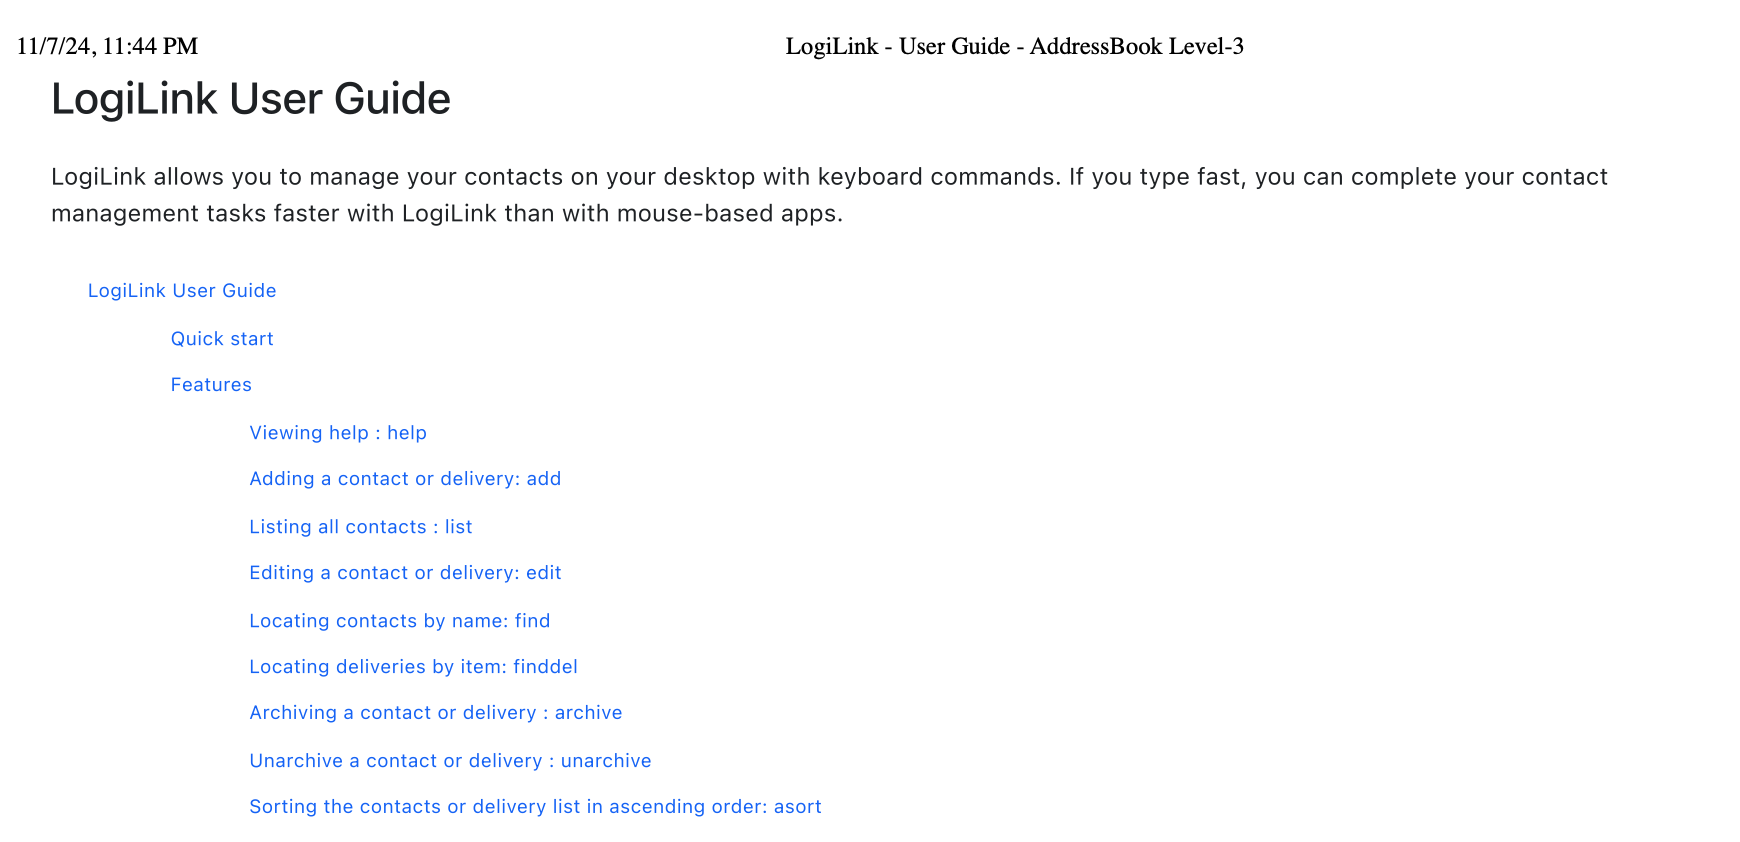 11/7/24, 11:44 PM
LogiLink - User Guide - AddressBook Level-3
LogiLink User Guide
LogiLink allows you to manage your contacts on your desktop with keyboard commands. If you type fast, you can complete your contact
management tasks faster with LogiLink than with mouse-based apps.
LogiLink User Guide
Quick start
Features
Viewing help : help
Adding a contact or delivery: add
Listing all contacts : list
Editing a contact or delivery: edit
Locating contacts by name: find
Locating deliveries by item: finddel
Archiving a contact or delivery : archive
Unarchive a contact or delivery : unarchive
Sorting the contacts or delivery list in ascending order: asort